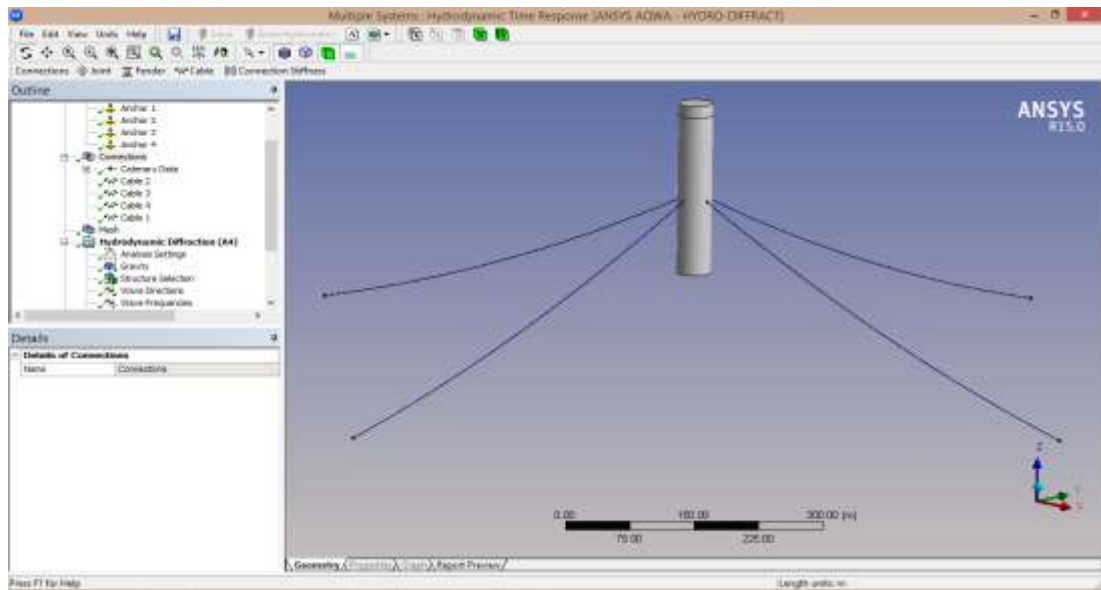 Multiple Systems : Hydrodynamic Time Response [ANSYS AQWA - HYDRO-DIFFRACT]
File Edit View Units Help
Connections Joint Fender Cable Connection Stiffness
Outline
Anchor 1
Anchor 2
Anchor 3
Anchor 4
Connections
Catenary Data
Cable 2
Cable 3
Cable 4
Cable 1
Mesh
Hydrodynamic Diffraction (A4)
Analysis Settings
Gravity
Structure Selection
Wave Directions
Wave Frequencies
Details
Details of Connections
Name Connections
ANSYS
R15.0
Z
Y
X
0.00 150.00 300.00 (m)
75.00 225.00
Geometry Graph Report Preview
Press F1 for Help
Length units: m